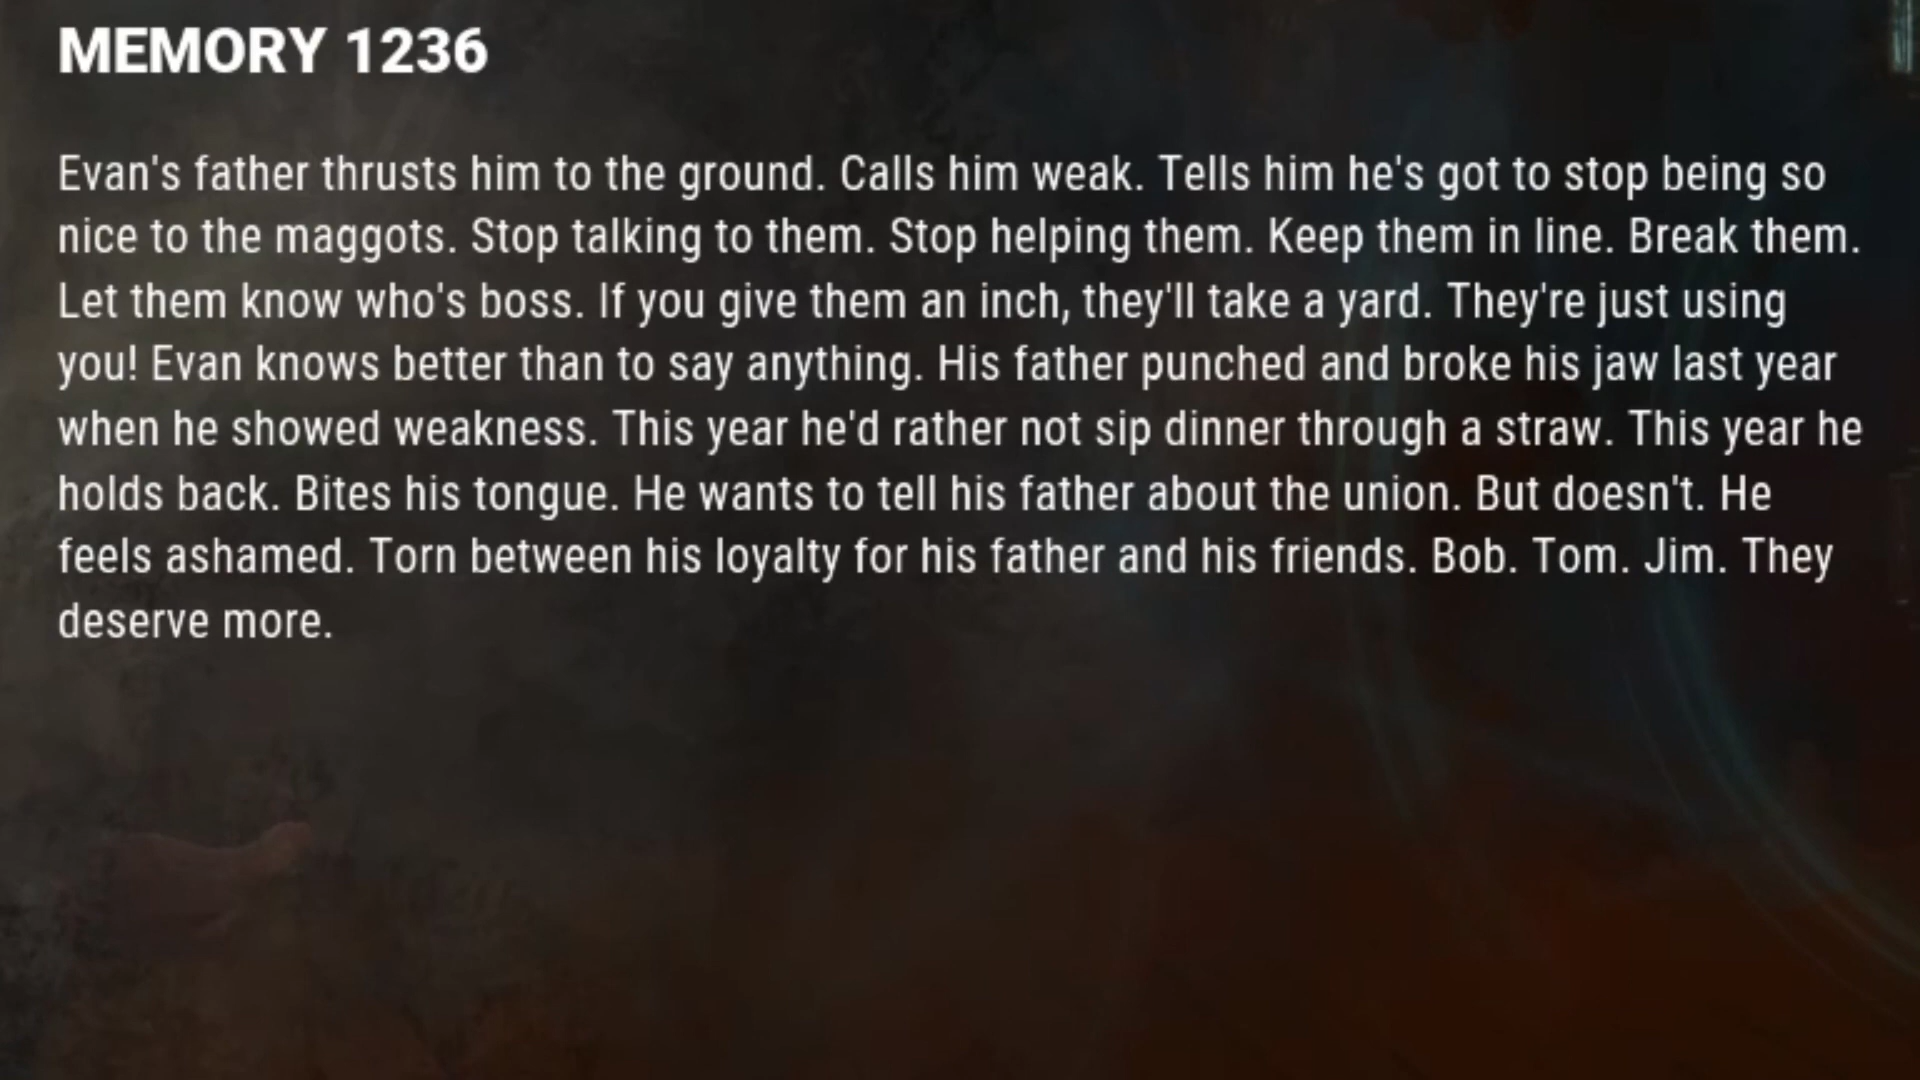 MEMORY 1236
Evan's father thrusts him to the ground. Calls him weak. Tells him he's got to stop being so
nice to the maggots. Stop talking to them. Stop helping them. Keep them in line. Break them.
Let them know who's boss. If you give them an inch, they'll take a yard. They're just using
you! Evan knows better than to say anything. His father punched and broke his jaw last year
when he showed weakness. This year he'd rather not sip dinner through a straw. This year he
holds back. Bites his tongue. He wants to tell his father about the union. But doesn't. He
feels ashamed. Torn between his loyalty for his father and his friends. Bob. Tom. Jim. They
deserve more.